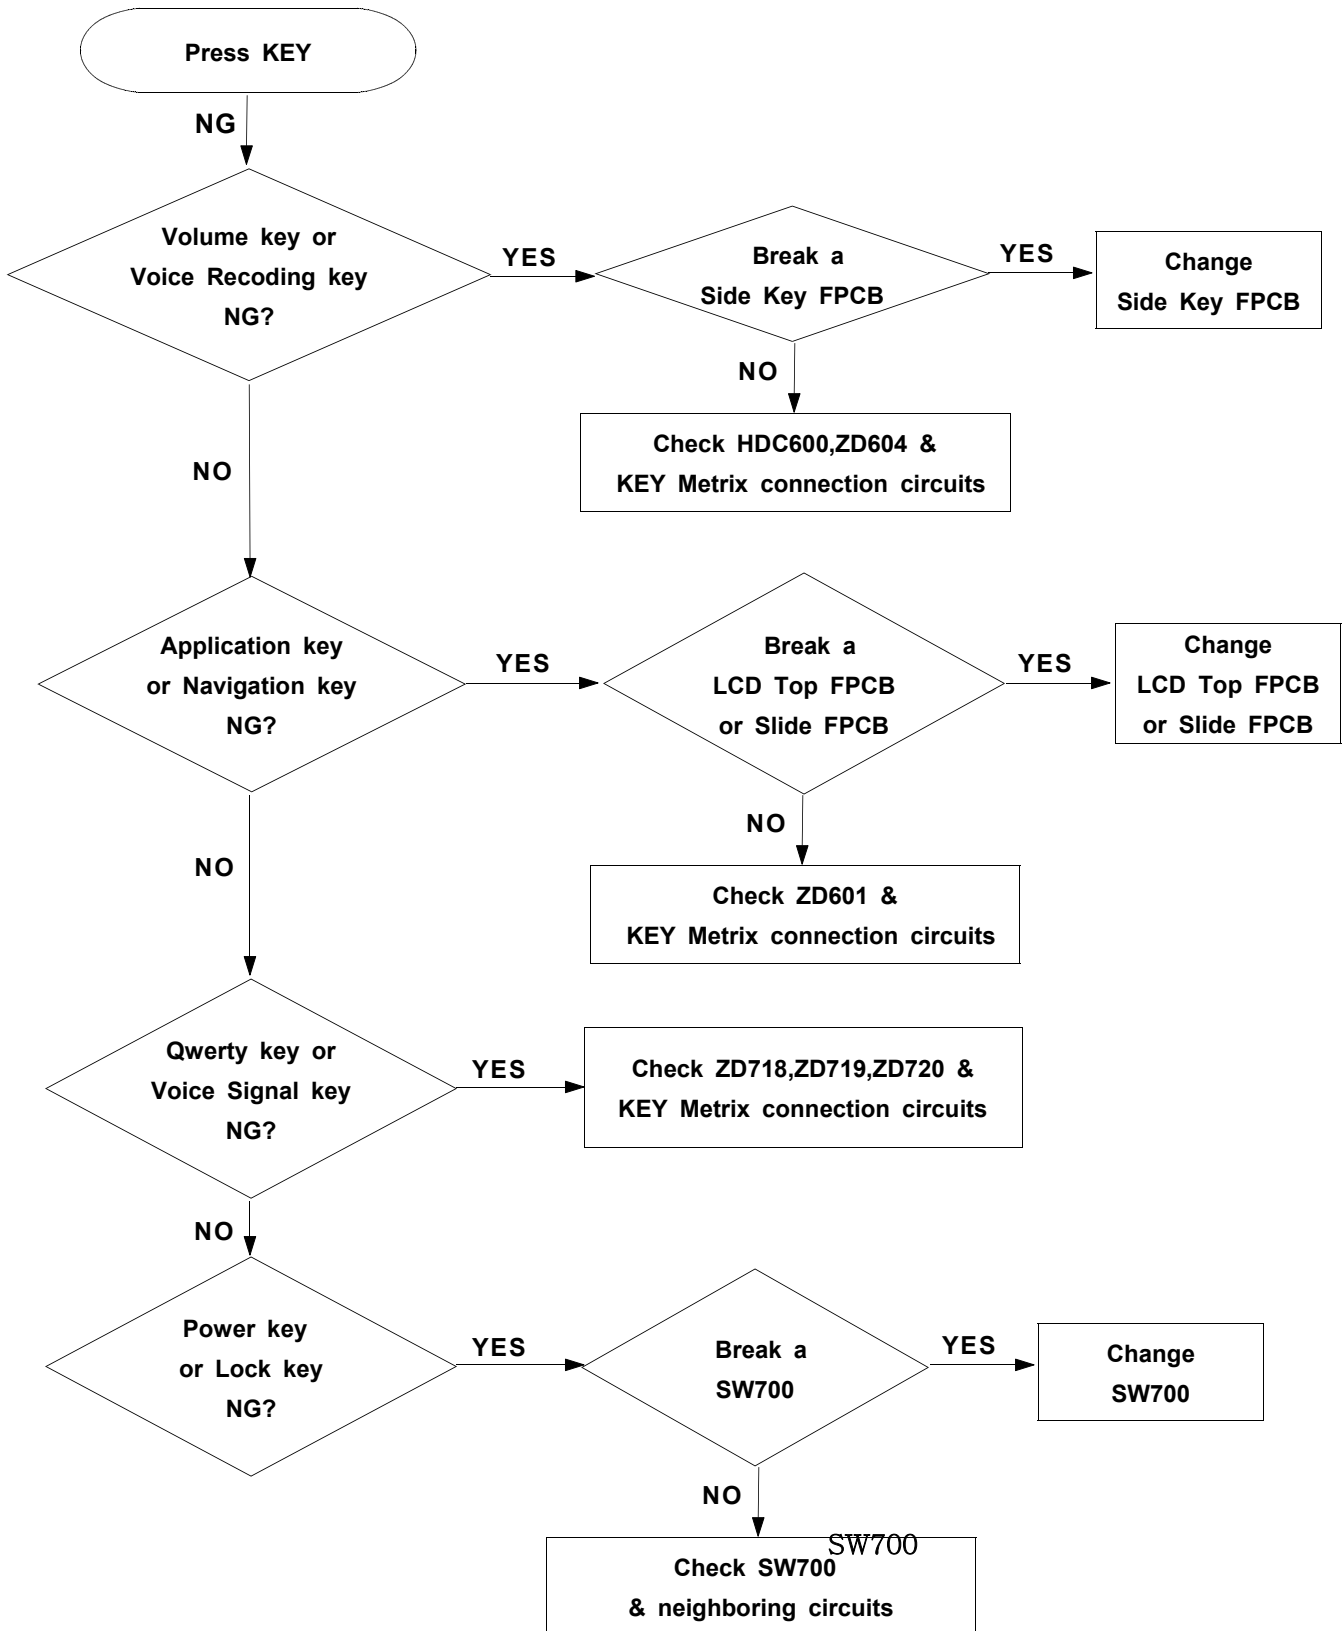 Press KEY
NG
Volume key or
Voice Recoding key
NG?
YES
Break a
Side Key FPCB
YES
Change
Side Key FPCB
NO
Check HDC600,ZD604 &
KEY Metrix connection circuits
NO
Application key
or Navigation key
NG?
YES
Break a
LCD Top FPCB
or Slide FPCB
YES
Change
LCD Top FPCB
or Slide FPCB
NO
Check ZD601 &
KEY Metrix connection circuits
NO
Qwerty key or
Voice Signal key
NG?
YES
Check ZD718,ZD719,ZD720 &
KEY Metrix connection circuits
NO
Power key
or Lock key
NG?
YES
Break a
SW700
YES
Change
SW700
NO
SW700
Check SW700
& neighboring circuits